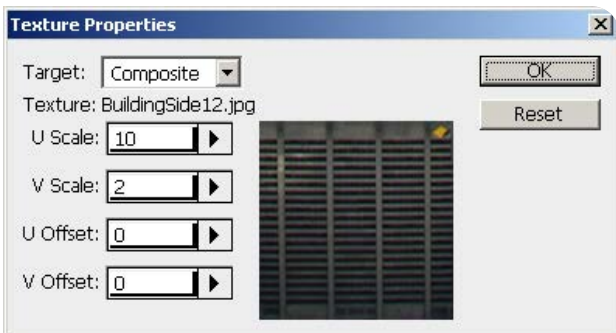 Texture Properties
Target: Composite
OK
Texture: BuildingSide12.jpg
Reset
U Scale: 10
V Scale: 2
U Offset: 0
V Offset: 0